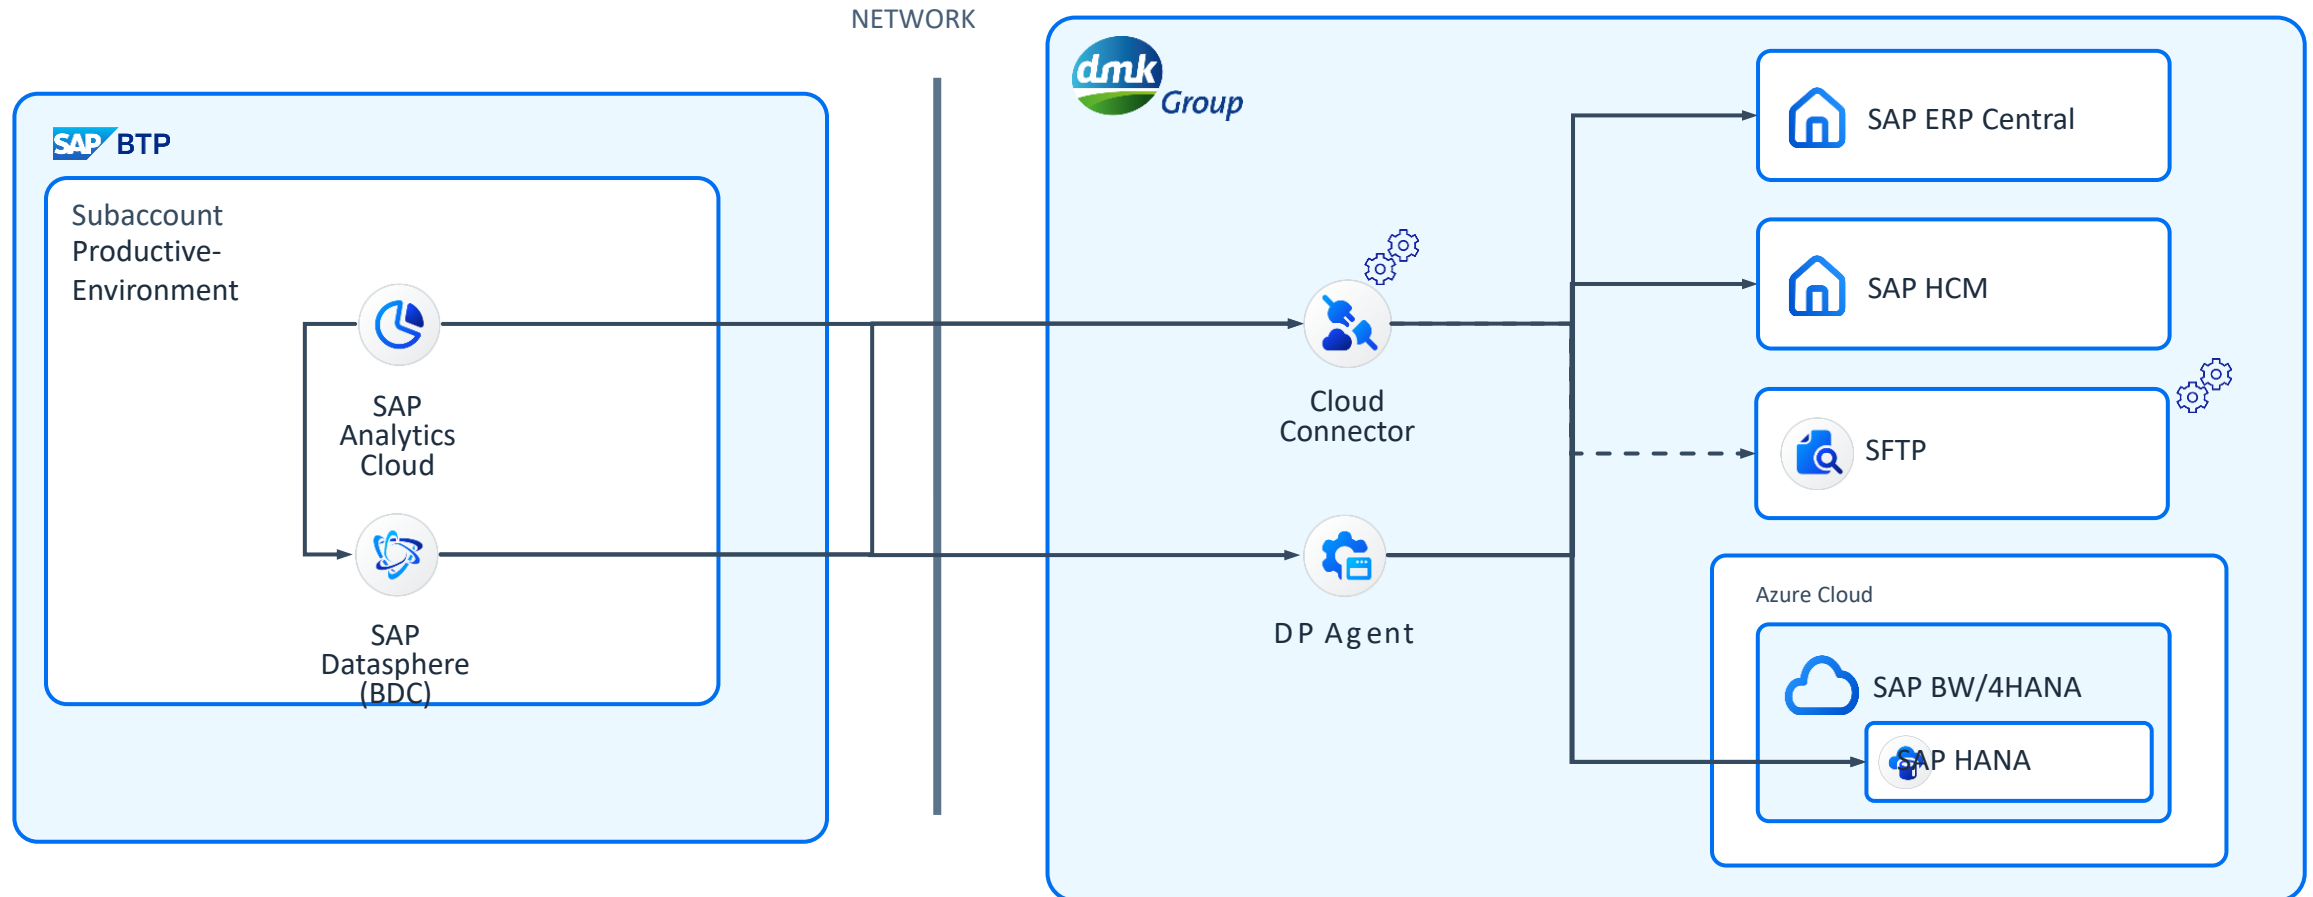 NETWORK
SAP BTP
Subaccount
Productive-
Environment
SAP
Analytics
Cloud
SAP
Datasphere
(BDC)
dmk
Group
Cloud
Connector
DP Agent
SAP ERP Central
SAP HCM
SFTP
Azure Cloud
SAP BW/4HANA
SAP HANA